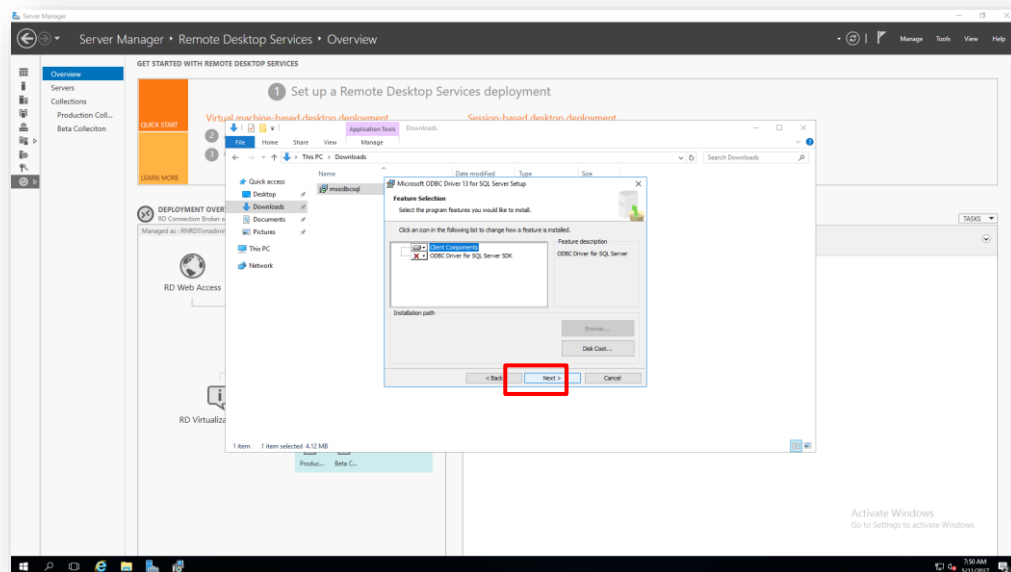 Server Manager
Server Manager • Remote Desktop Services • Overview
Manage Tools View Help
GET STARTED WITH REMOTE DESKTOP SERVICES
Overview
Servers
Collections
Production Coll...
Beta Colleciton
QUICK START
LEARN MORE
1 Set up a Remote Desktop Services deployment
Virtual machine-based desktop deployment
Session-based desktop deployment
2
3
DEPLOYMENT OVER
RD Connection Broker s
Managed as : RNRDS\rnadmin
TASKS
RD Web Access
RD Virtualiza
Produc... Beta C...
Application Tools Downloads
File Home Share View Manage
This PC > Downloads
Search Downloads
Name Date modified Type Size
Quick access
Desktop
Downloads
Documents
Pictures
This PC
Network
msodbcsql
1 item 1 item selected 4.12 MB
Microsoft ODBC Driver 13 for SQL Server Setup
Feature Selection
Select the program features you would like to install.
Click an icon in the following list to change how a feature is installed.
Client Components
ODBC Driver for SQL Server SDK
Feature description
ODBC Driver for SQL Server
Installation path
Browse...
Disk Cost...
< Back Next > Cancel
Activate Windows
Go to Settings to activate Windows.
7:50 AM
5/11/2017